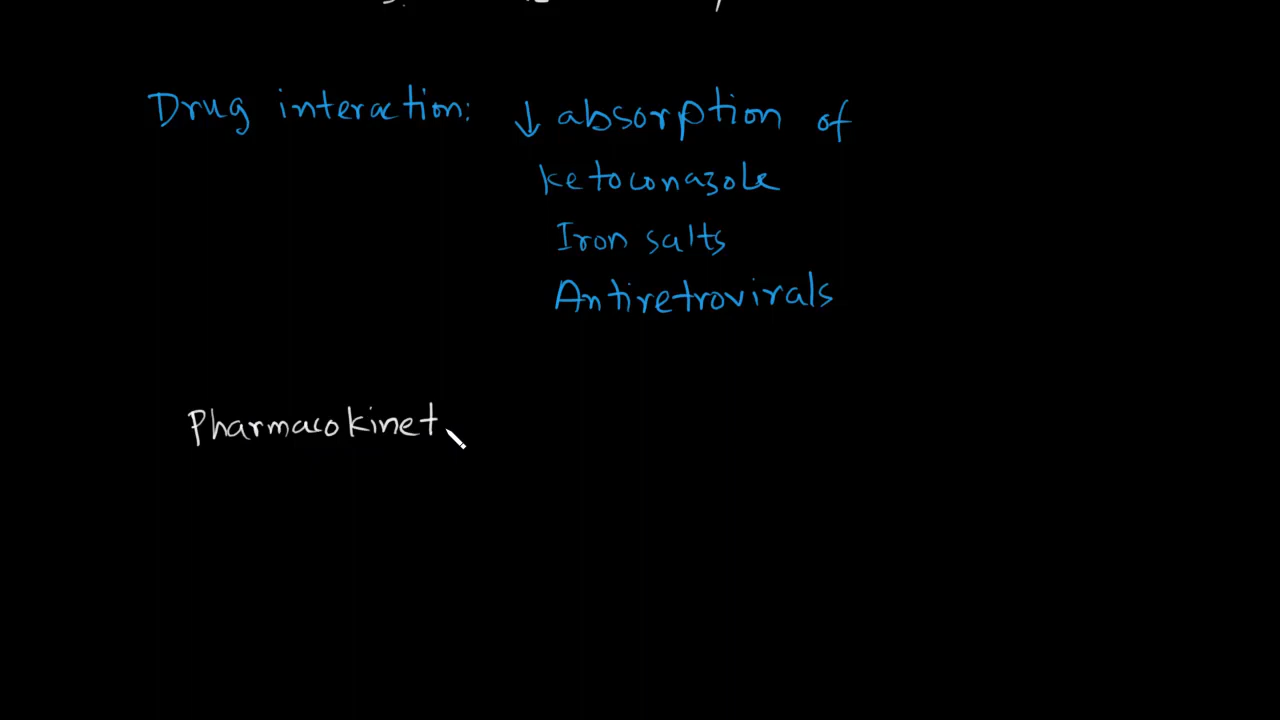 Drug interaction: ↓ absorption of
ketoconazole
Iron salts
Antiretrovirals
Pharmacokinet